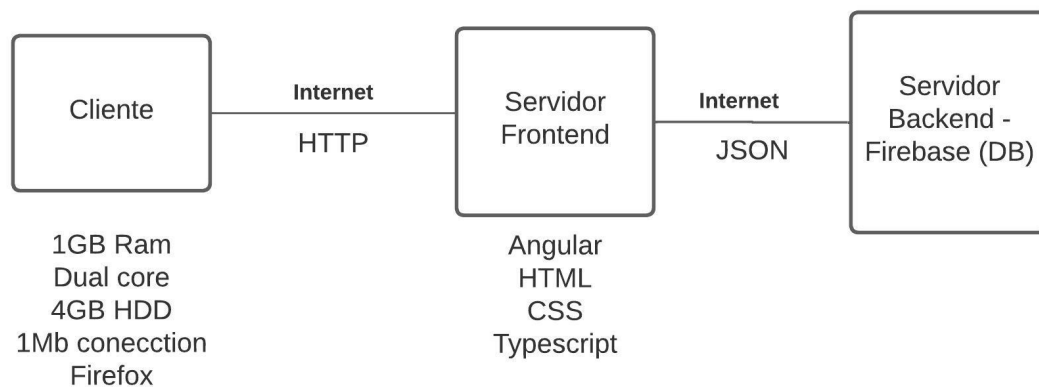 Cliente
Internet
HTTP
Servidor
Frontend
Internet
JSON
Servidor
Backend -
Firebase (DB)
1GB Ram
Dual core
4GB HDD
1Mb conecction
Firefox
Angular
HTML
CSS
Typescript